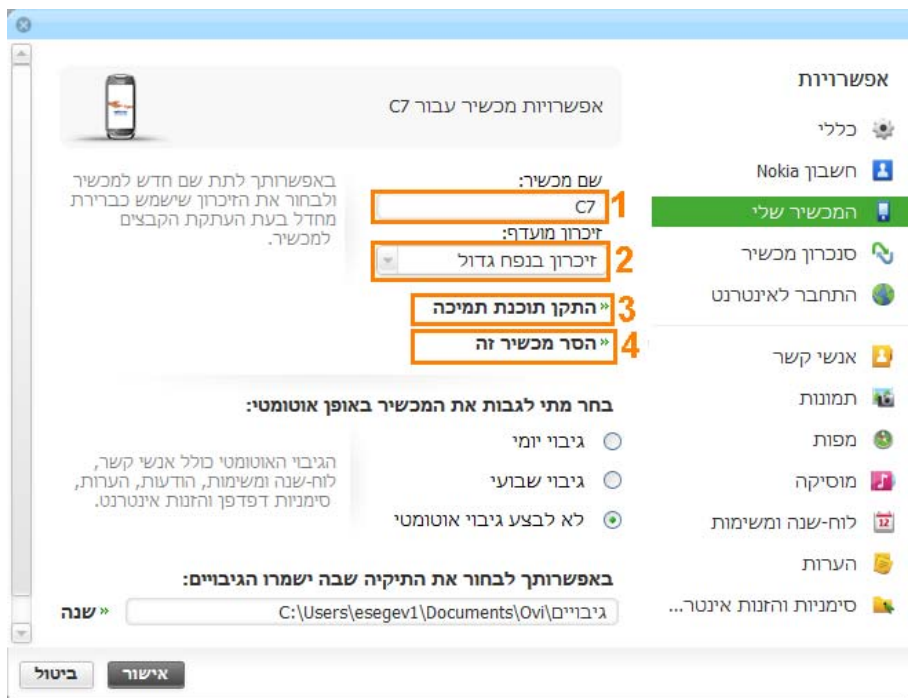 אפשרויות
כללי
חשבון Nokia
המכשיר שלי
סנכרון מכשיר
התחבר לאינטרנט
אנשי קשר
תמונות
מפות
מוסיקה
לוח-שנה ומשימות
הערות
סימניות והזנות אינטר...
אפשרויות מכשיר עבור C7
שם מכשיר:
C7
1
זיכרון מועדף:
זיכרון בנפח גדול
2
באפשרותך לתת שם חדש למכשיר
ולבחור את הזיכרון שישמש כברירת
מחדל בעת העתקת הקבצים
למכשיר.
» התקן תוכנת תמיכה
3
» הסר מכשיר זה
4
בחר מתי לגבות את המכשיר באופן אוטומטי:
גיבוי יומי
גיבוי שבועי
לא לבצע גיבוי אוטומטי
הגיבוי האוטומטי כולל אנשי קשר,
לוח-שנה ומשימות, הודעות, הערות,
סימניות דפדפן והזנות אינטרנט.
באפשרותך לבחור את התיקיה שבה ישמרו הגיבויים:
C:\Users\esegev1\Documents\Ovi\גיבויים
» שנה
אישור
ביטול